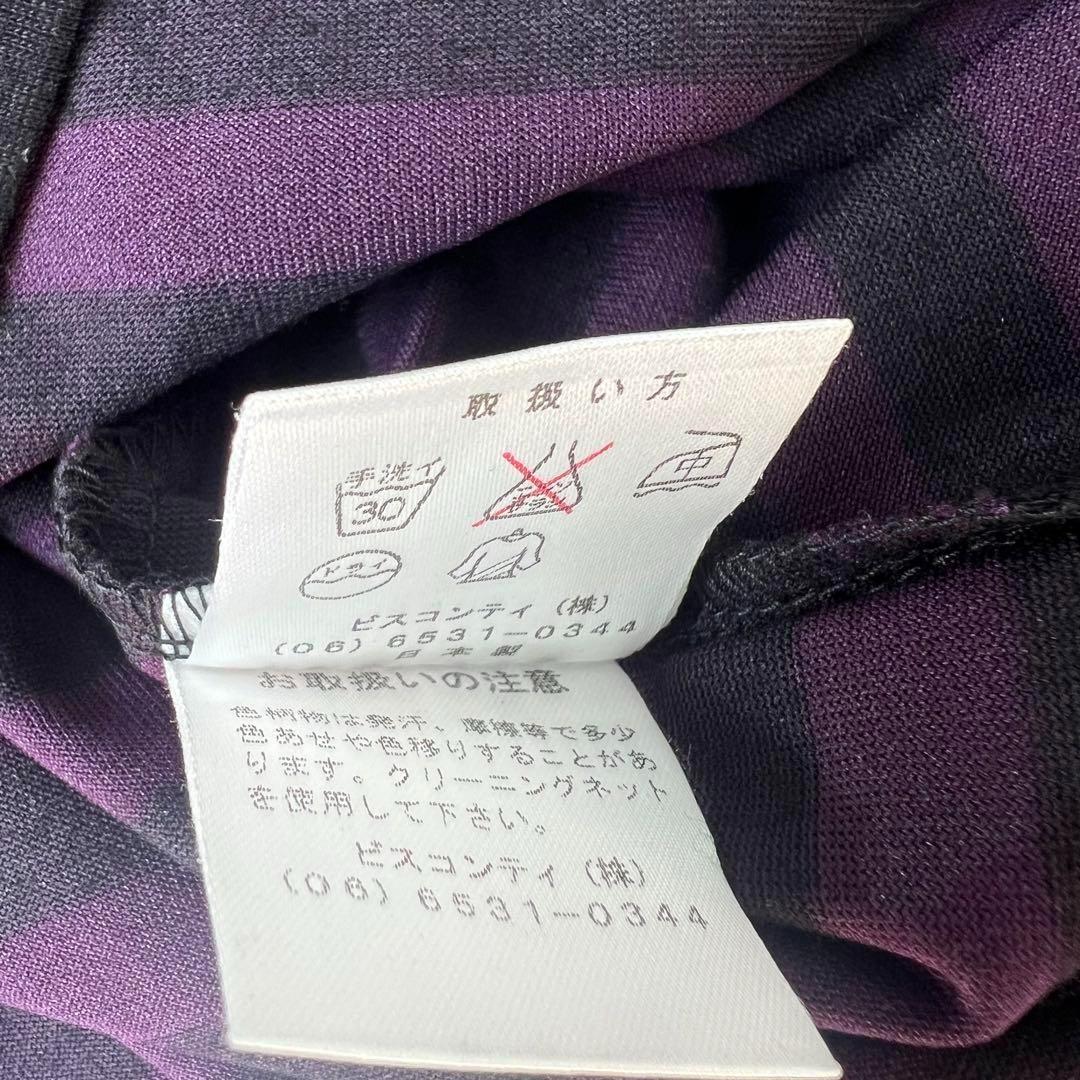 取扱い方
手洗イ
30
エンソサラシ
中
ドライ
ビスコンティ(株)
(06)6531-0344
日本製
お取扱いの注意
色柄物は発汗、摩擦等で多少
色あせや色移りすることがあ
ります。クリーニングネット
を使用して下さい。
ビスコンティ(株)
(06)6531-0344